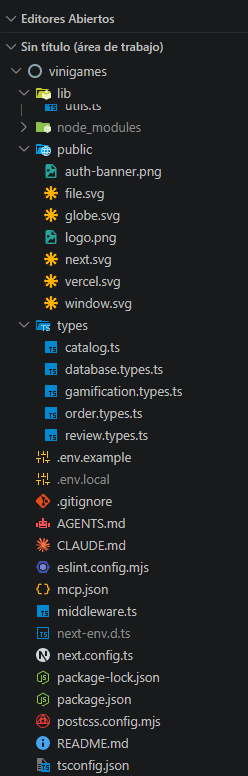 Editores Abiertos
Sin título (área de trabajo)
vinigames
lib
utils.ts
node_modules
public
auth-banner.png
file.svg
globe.svg
logo.png
next.svg
vercel.svg
window.svg
types
catalog.ts
database.types.ts
gamification.types.ts
order.types.ts
review.types.ts
.env.example
.env.local
.gitignore
AGENTS.md
CLAUDE.md
eslint.config.mjs
mcp.json
middleware.ts
next-env.d.ts
next.config.ts
package-lock.json
package.json
postcss.config.mjs
README.md
tsconfig.json